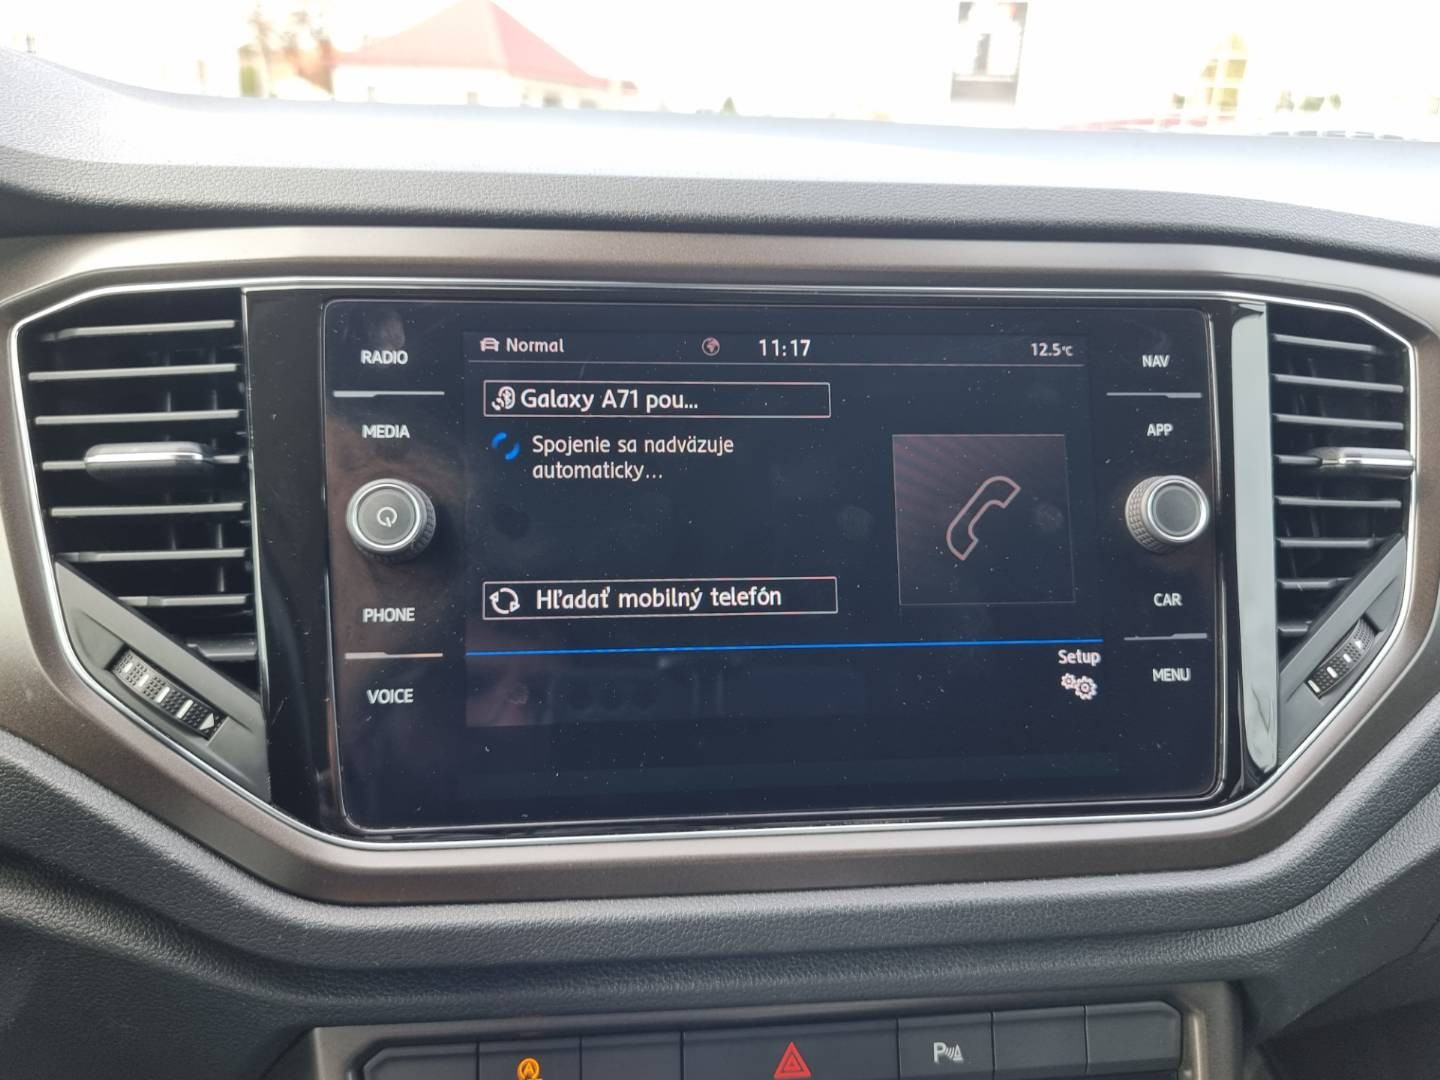 RADIO
MEDIA
PHONE
VOICE
Normal
11:17
12.5°C
Galaxy A71 pou...
Spojenie sa nadväzuje
automaticky...
Hľadať mobilný telefón
Setup
NAV
APP
CAR
MENU
A
P